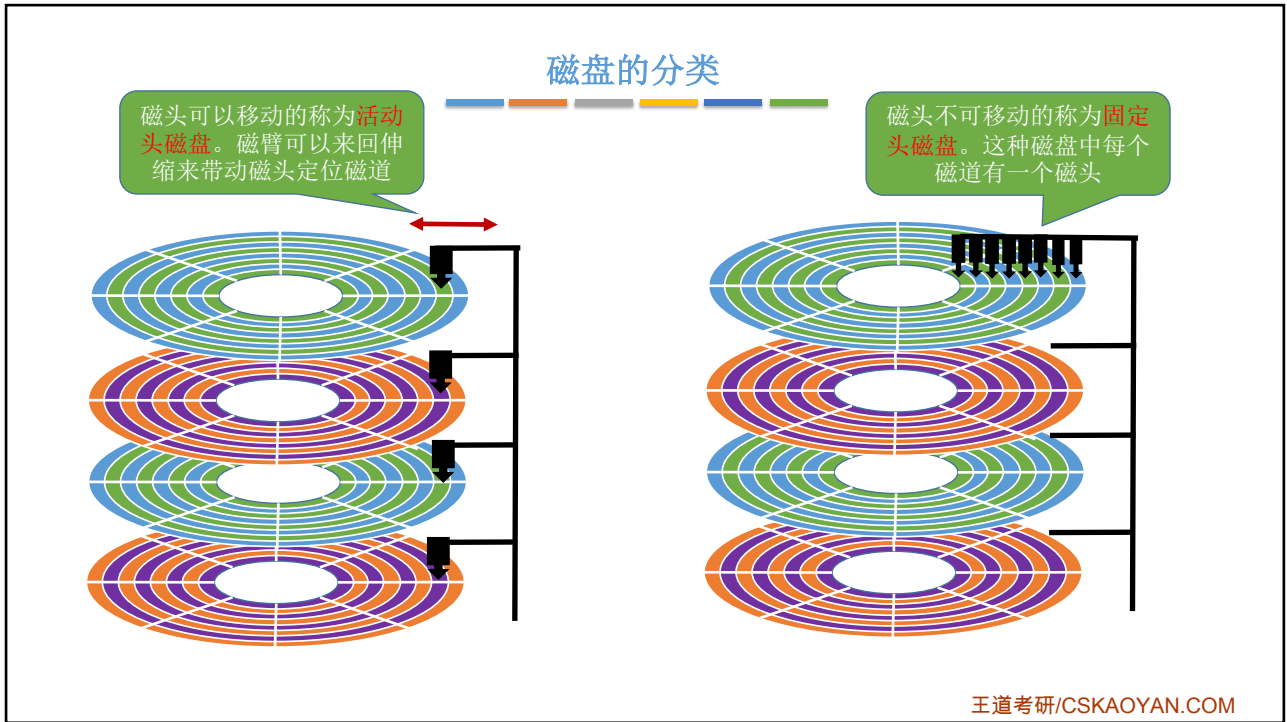 磁盘的分类
磁头可以移动的称为活动
头磁盘。磁臂可以来回伸
缩来带动磁头定位磁道
磁头不可移动的称为固定
头磁盘。这种磁盘中每个
磁道有一个磁头
王道考研/CSKAOYAN.COM